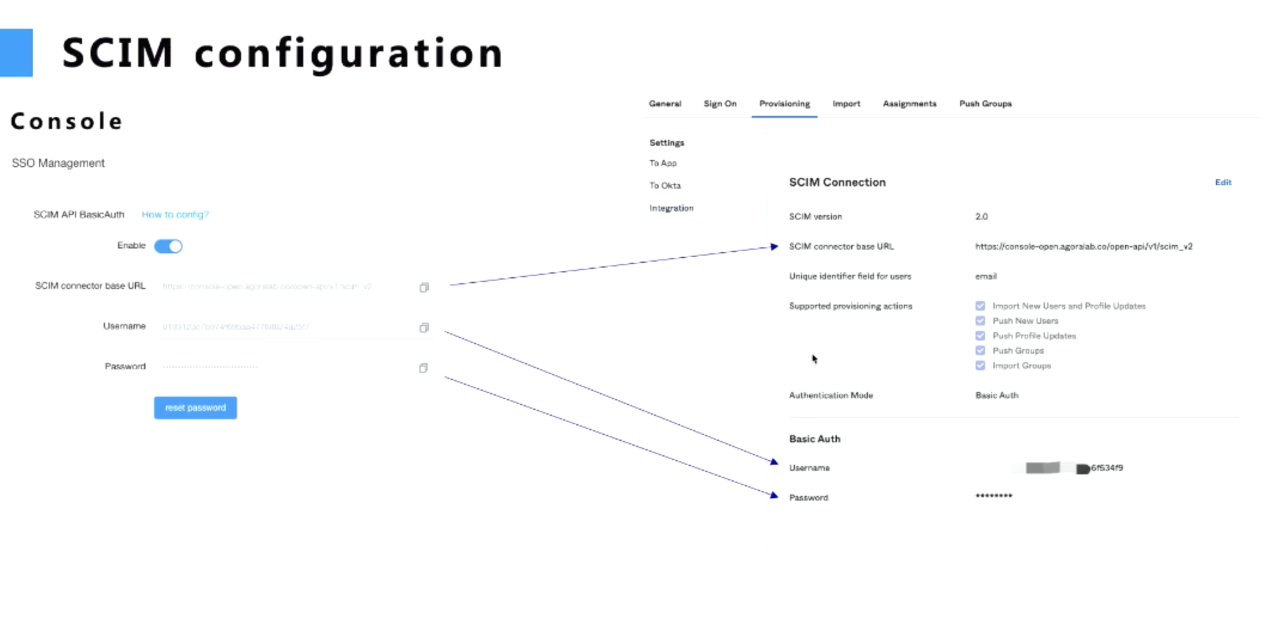 SCIM configuration
Console
SSO Management
SCIM API BasicAuth How to config?
Enable
SCIM connector base URL https://console-open.agoralab.co/open-api/v1/scim_v2
Username
Password
reset password
General Sign On Provisioning Import Assignments Push Groups
Settings
To App
To Okta
Integration
SCIM Connection Edit
SCIM version 2.0
SCIM connector base URL https://console-open.agoralab.co/open-api/v1/scim_v2
Unique identifier field for users email
Supported provisioning actions Import New Users and Profile Updates
Push New Users
Push Profile Updates
Push Groups
Import Groups
Authentication Mode Basic Auth
Basic Auth
Username 6f534f9
Password ••••••••